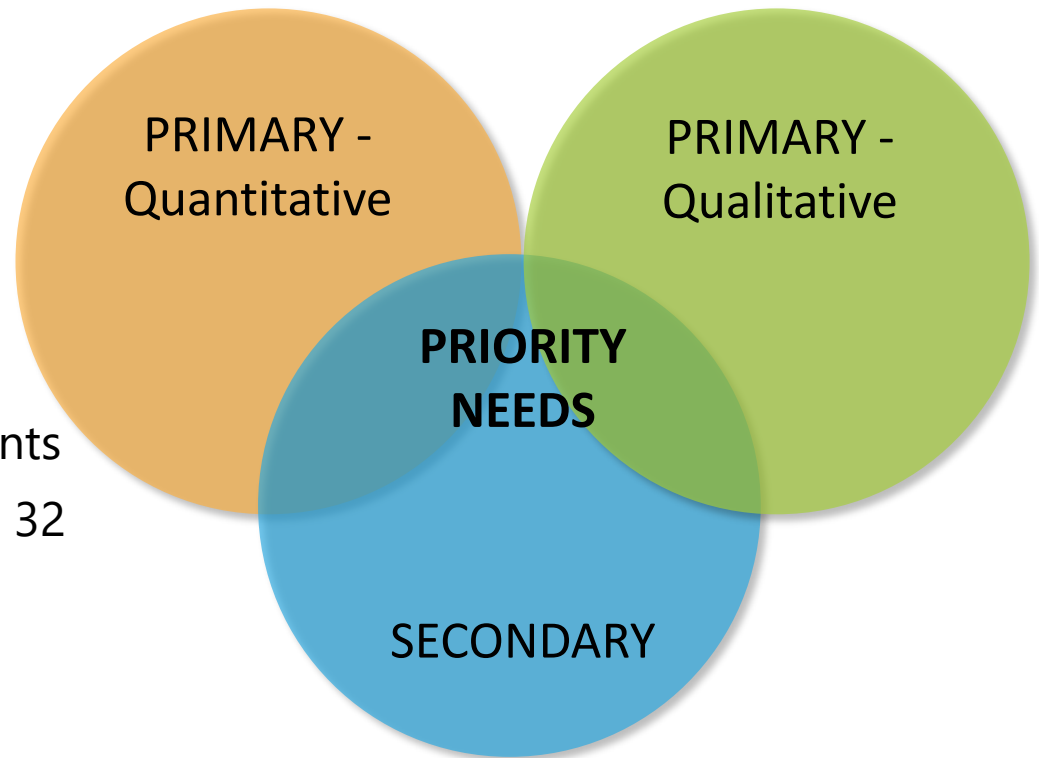 PRIMARY -
Quantitative
PRIMARY -
Qualitative
PRIORITY
NEEDS
nts
32
SECONDARY